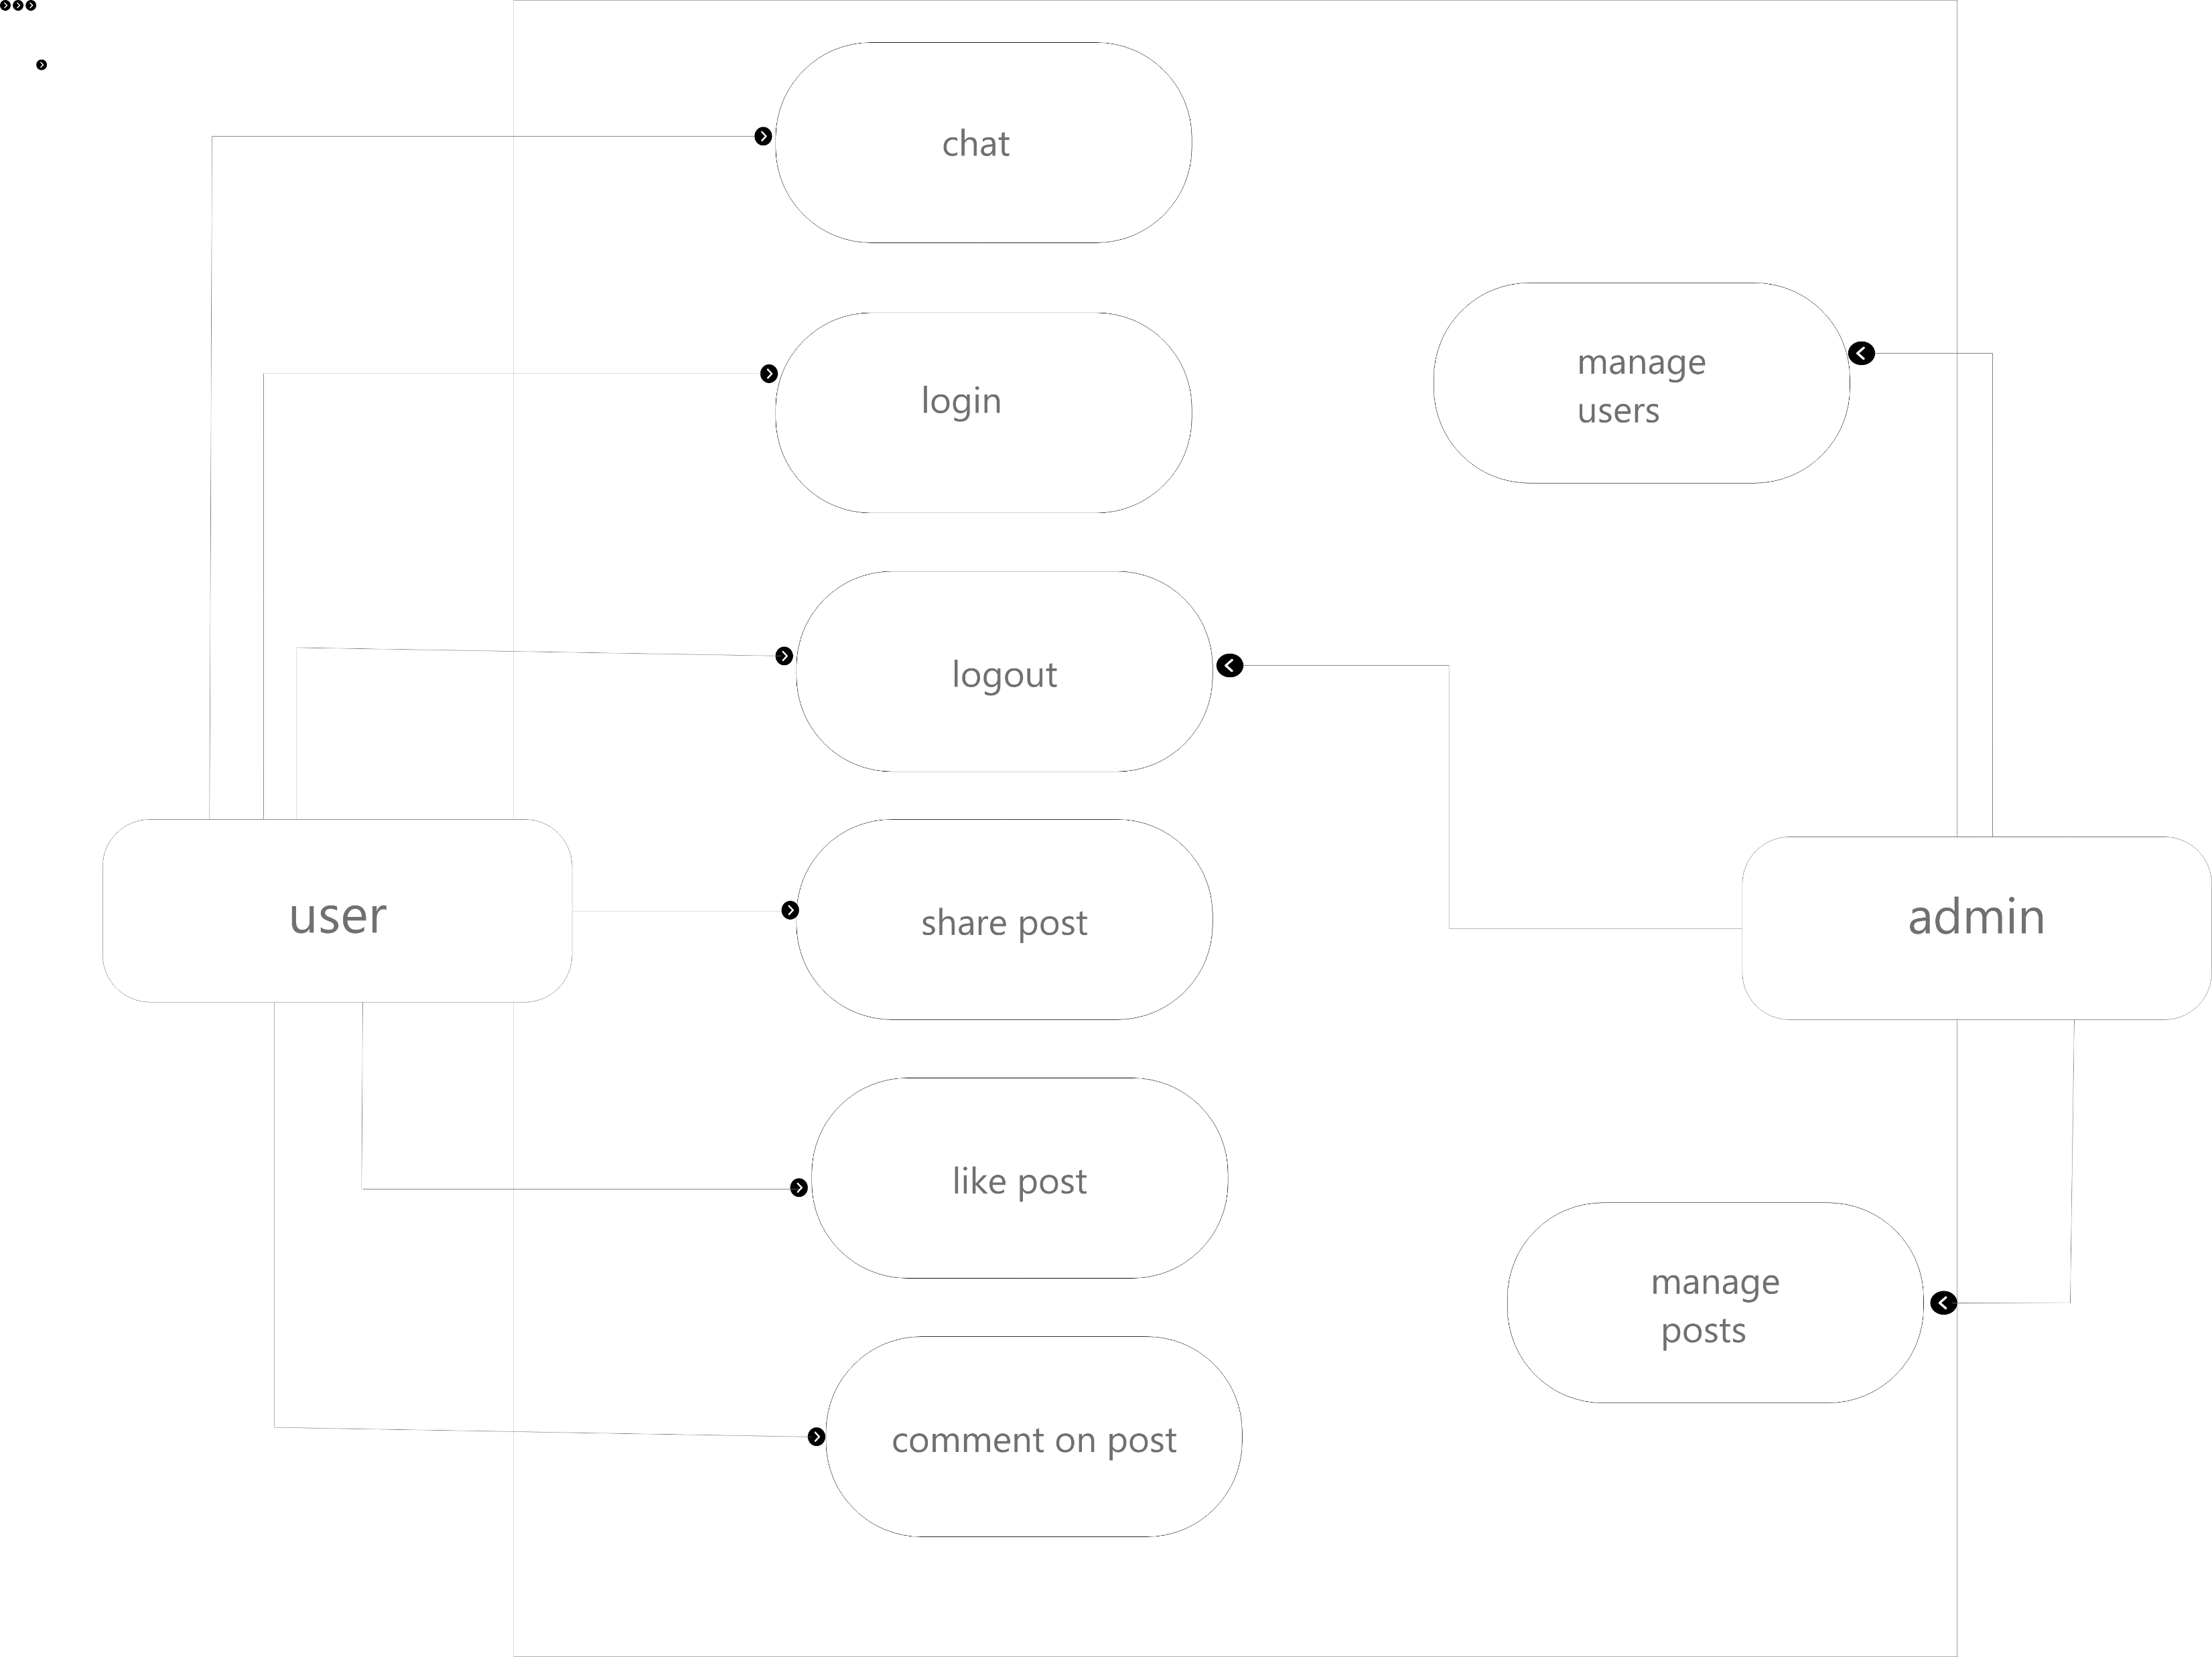 chat
login
manage
users
logout
user
share post
admin
like post
manage
posts
comment on post